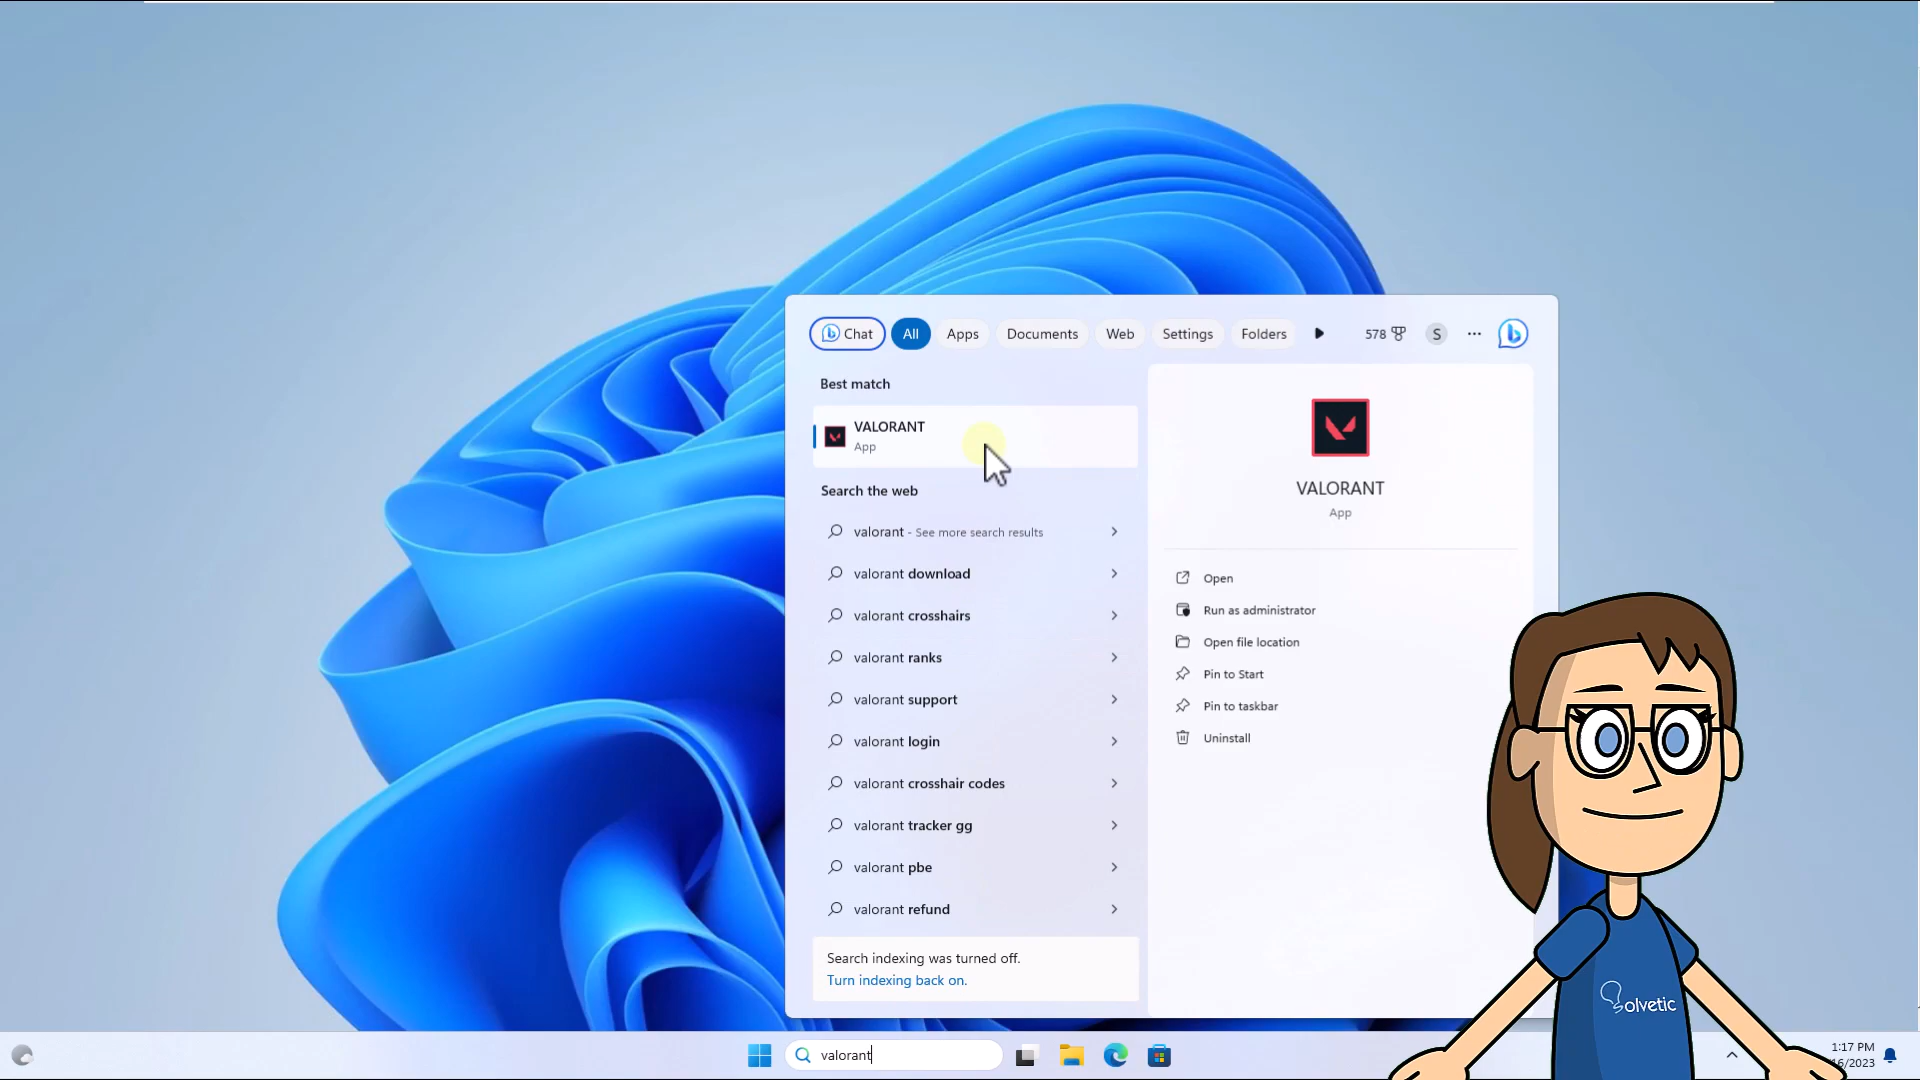 Chat
All
Apps
Documents
Web
Settings
Folders
578
S
Best match
VALORANT
App
Search the web
valorant - See more search results
valorant download
valorant crosshairs
valorant ranks
valorant support
valorant login
valorant crosshair codes
valorant tracker gg
valorant pbe
valorant refund
Search indexing was turned off.
Turn indexing back on.
VALORANT
App
Open
Run as administrator
Open file location
Pin to Start
Pin to taskbar
Uninstall
Solvetic
valorant
1:17 PM
16/2023